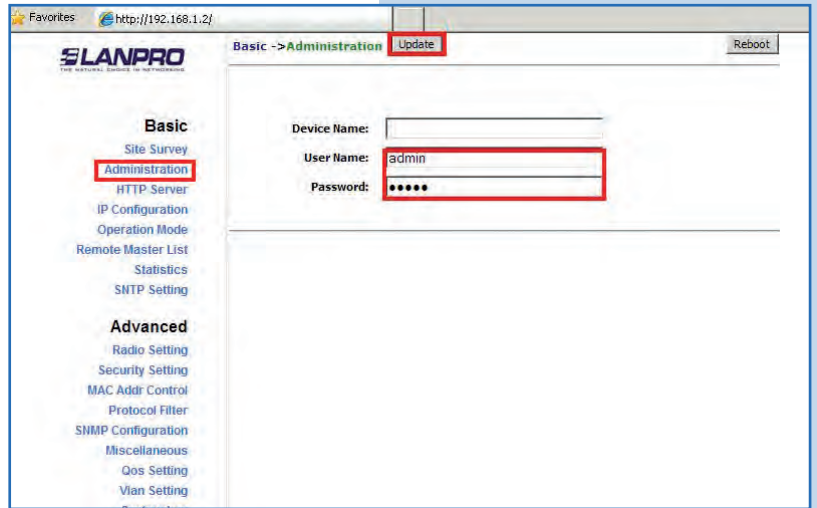 Favorites http://192.168.1.2/
LANPRO
THE NATURAL CHOICE IN NETWORKING
Basic ->Administration Update Reboot
Basic
Site Survey
Administration
HTTP Server
IP Configuration
Operation Mode
Remote Master List
Statistics
SNTP Setting
Advanced
Radio Setting
Security Setting
MAC Addr Control
Protocol Filter
SNMP Configuration
Miscellaneous
Qos Setting
Vlan Setting
Device Name:
User Name: admin
Password: •••••